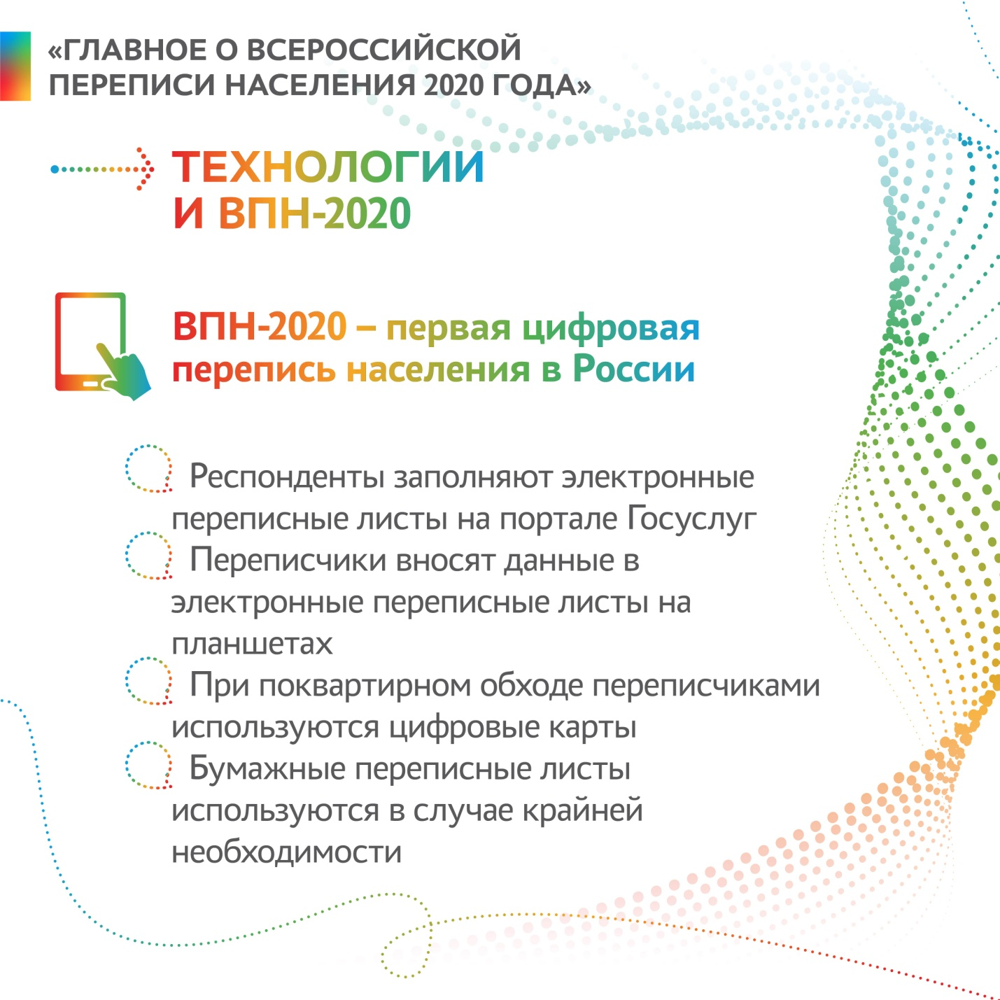 «ГЛАВНОЕ О ВСЕРОССИЙСКОЙ
ПЕРЕПИСИ НАСЕЛЕНИЯ 2020 ГОДА»
ТЕХНОЛОГИИ
И ВПН-2020
ВПН-2020 – первая цифровая
перепись населения в России
Респонденты заполняют электронные
переписные листы на портале Госуслуг
Переписчики вносят данные в
электронные переписные листы на
планшетах
При поквартирном обходе переписчиками
используются цифровые карты
Бумажные переписные листы
используются в случае крайней
необходимости